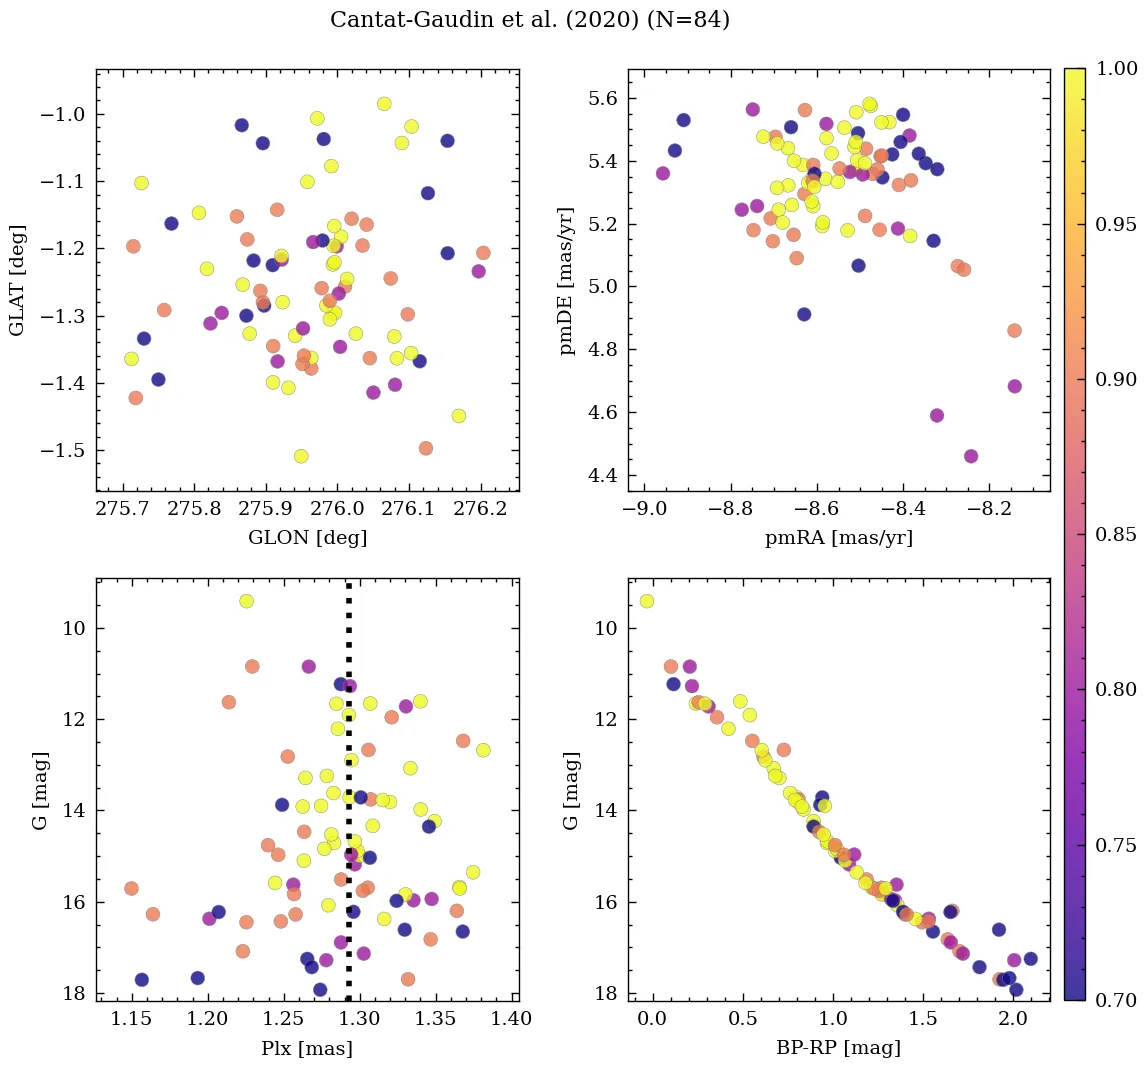 Cantat-Gaudin et al. (2020) (N=84)
−1.0
−1.1
−1.2
−1.3
−1.4
−1.5
GLAT [deg]
275.7 275.8 275.9 276.0 276.1 276.2
GLON [deg]
5.6
5.4
5.2
5.0
4.8
4.6
4.4
pmDE [mas/yr]
−9.0 −8.8 −8.6 −8.4 −8.2
pmRA [mas/yr]
10
12
14
16
18
G [mag]
1.15 1.20 1.25 1.30 1.35 1.40
Plx [mas]
10
12
14
16
18
G [mag]
0.0 0.5 1.0 1.5 2.0
BP-RP [mag]
1.00
0.95
0.90
0.85
0.80
0.75
0.70